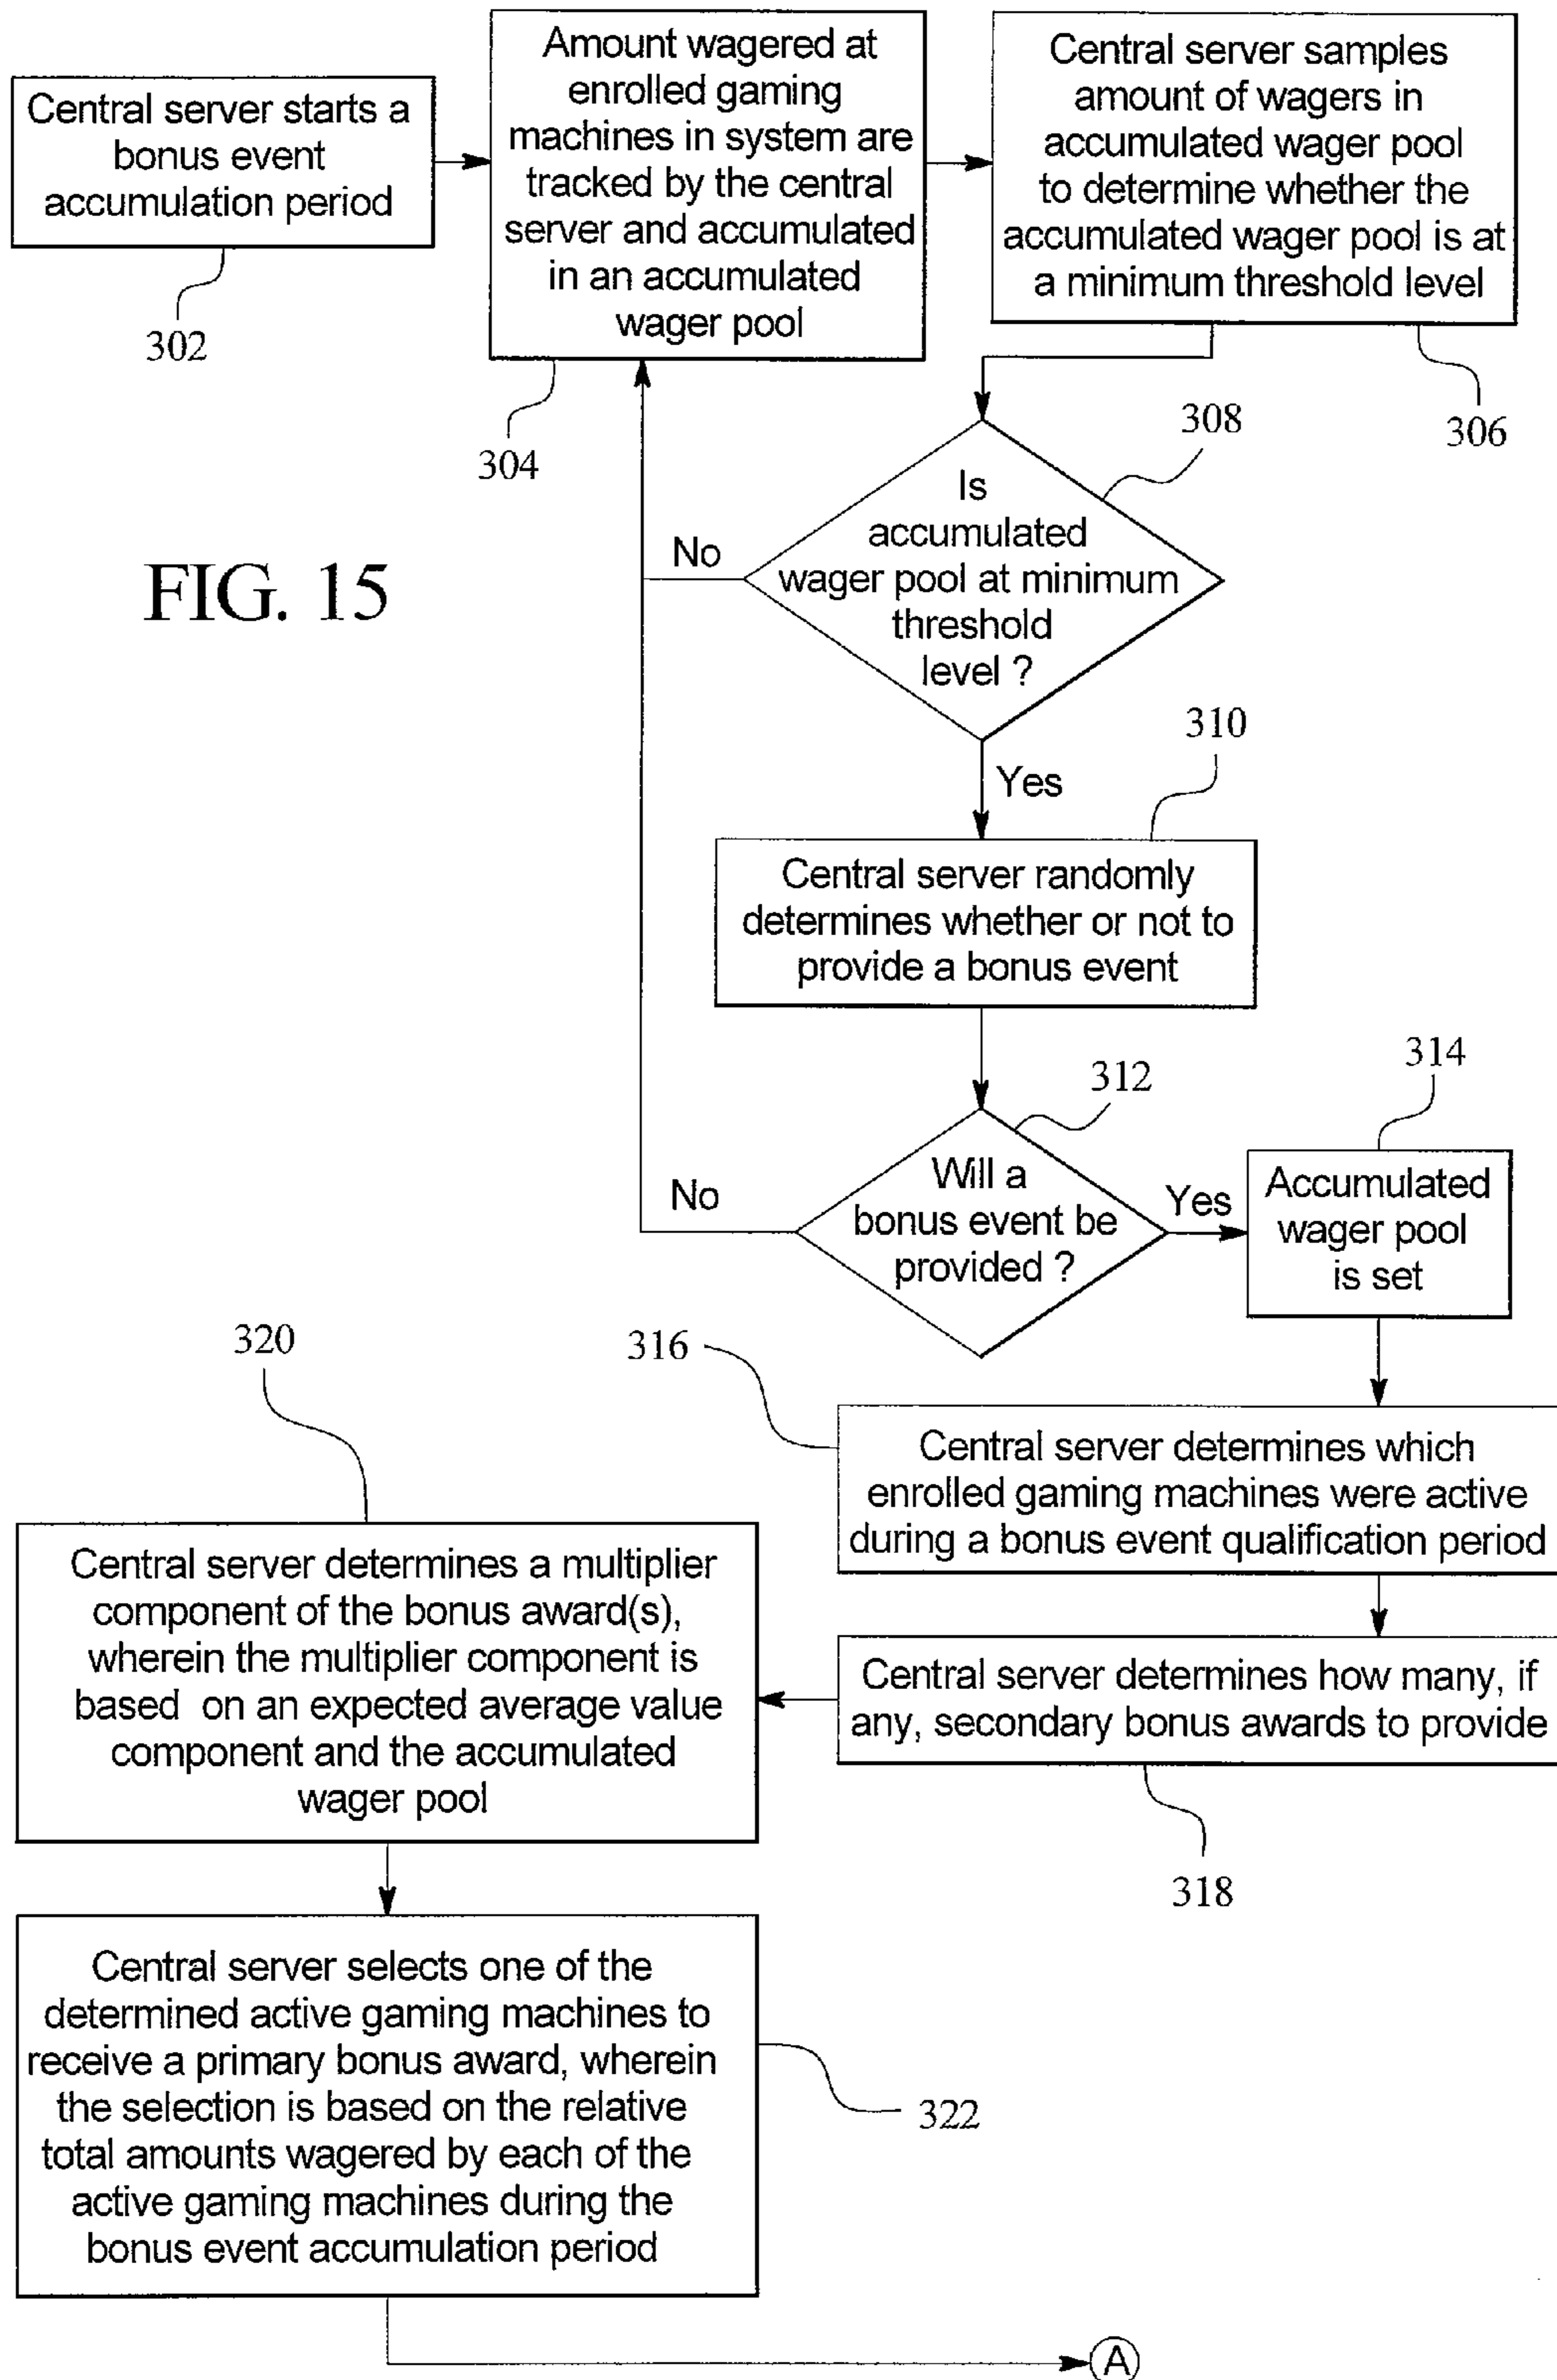 Central server starts a
bonus event
accumulation period
302
Amount wagered at
enrolled gaming
machines in system are
tracked by the central
server and accumulated
in an accumulated
wager pool
304
Central server samples
amount of wagers in
accumulated wager pool
to determine whether the
accumulated wager pool is at
a minimum threshold level
306
FIG. 15
308
Is
accumulated
wager pool at minimum
threshold
level ?
No
Yes
310
Central server randomly
determines whether or not to
provide a bonus event
312
Will a
bonus event be
provided ?
No
Yes
314
Accumulated
wager pool
is set
316
Central server determines which
enrolled gaming machines were active
during a bonus event qualification period
Central server determines how many, if
any, secondary bonus awards to provide
318
320
Central server determines a multiplier
component of the bonus award(s),
wherein the multiplier component is
based on an expected average value
component and the accumulated
wager pool
Central server selects one of the
determined active gaming machines to
receive a primary bonus award, wherein
the selection is based on the relative
total amounts wagered by each of the
active gaming machines during the
bonus event accumulation period
322
A